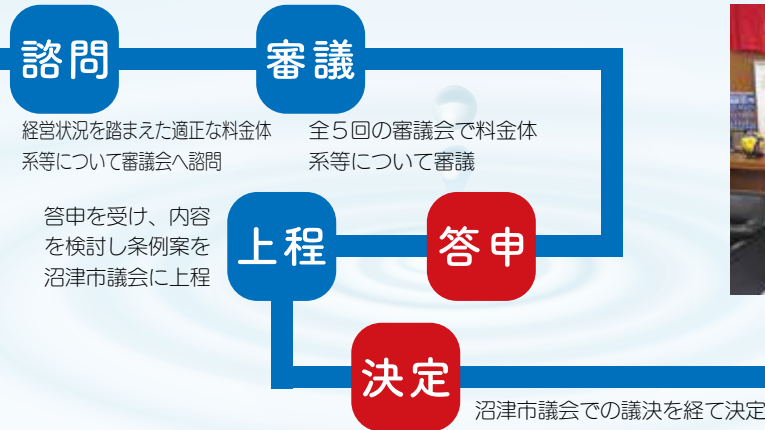 諮問
経営状況を踏まえた適正な料金体
系等について審議会へ諮問
審議
全５回の審議会で料金体
系等について審議
答申
上程
答申を受け、内容
を検討し条例案を
沼津市議会に上程
決定
沼津市議会での議決を経て決定